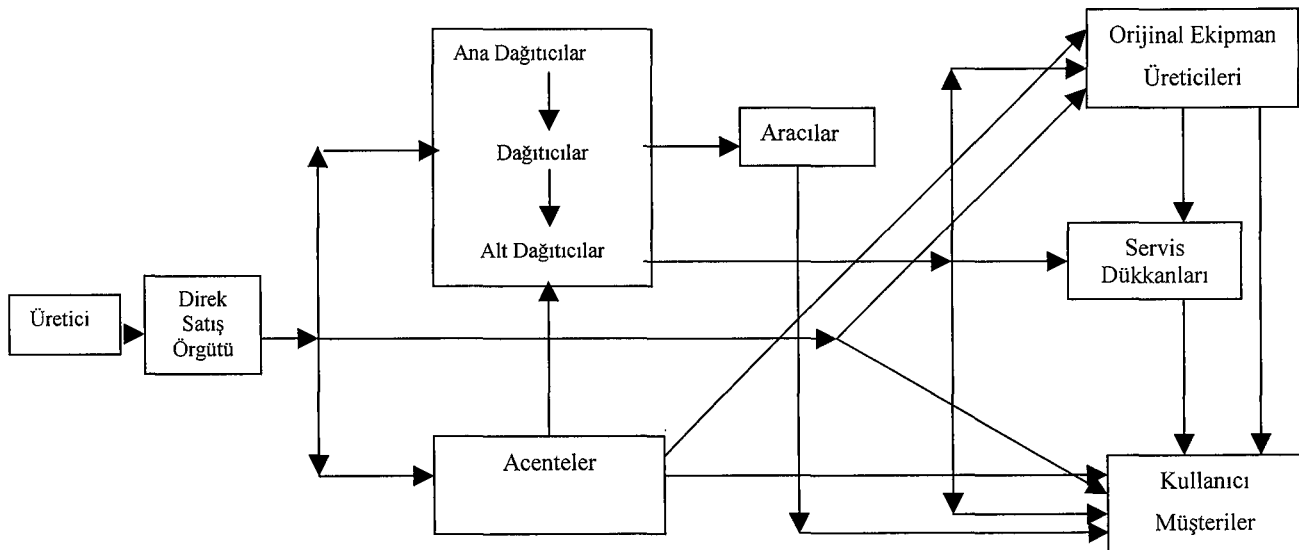 Ana Dağıtıcılar
Dağıtıcılar
Alt Dağıtıcılar
Aracılar
Orijinal Ekipman
Üreticileri
Servis
Dükkanları
Üretici
Direk
Satış
Örgütü
Acenteler
Kullanıcı
Müşteriler